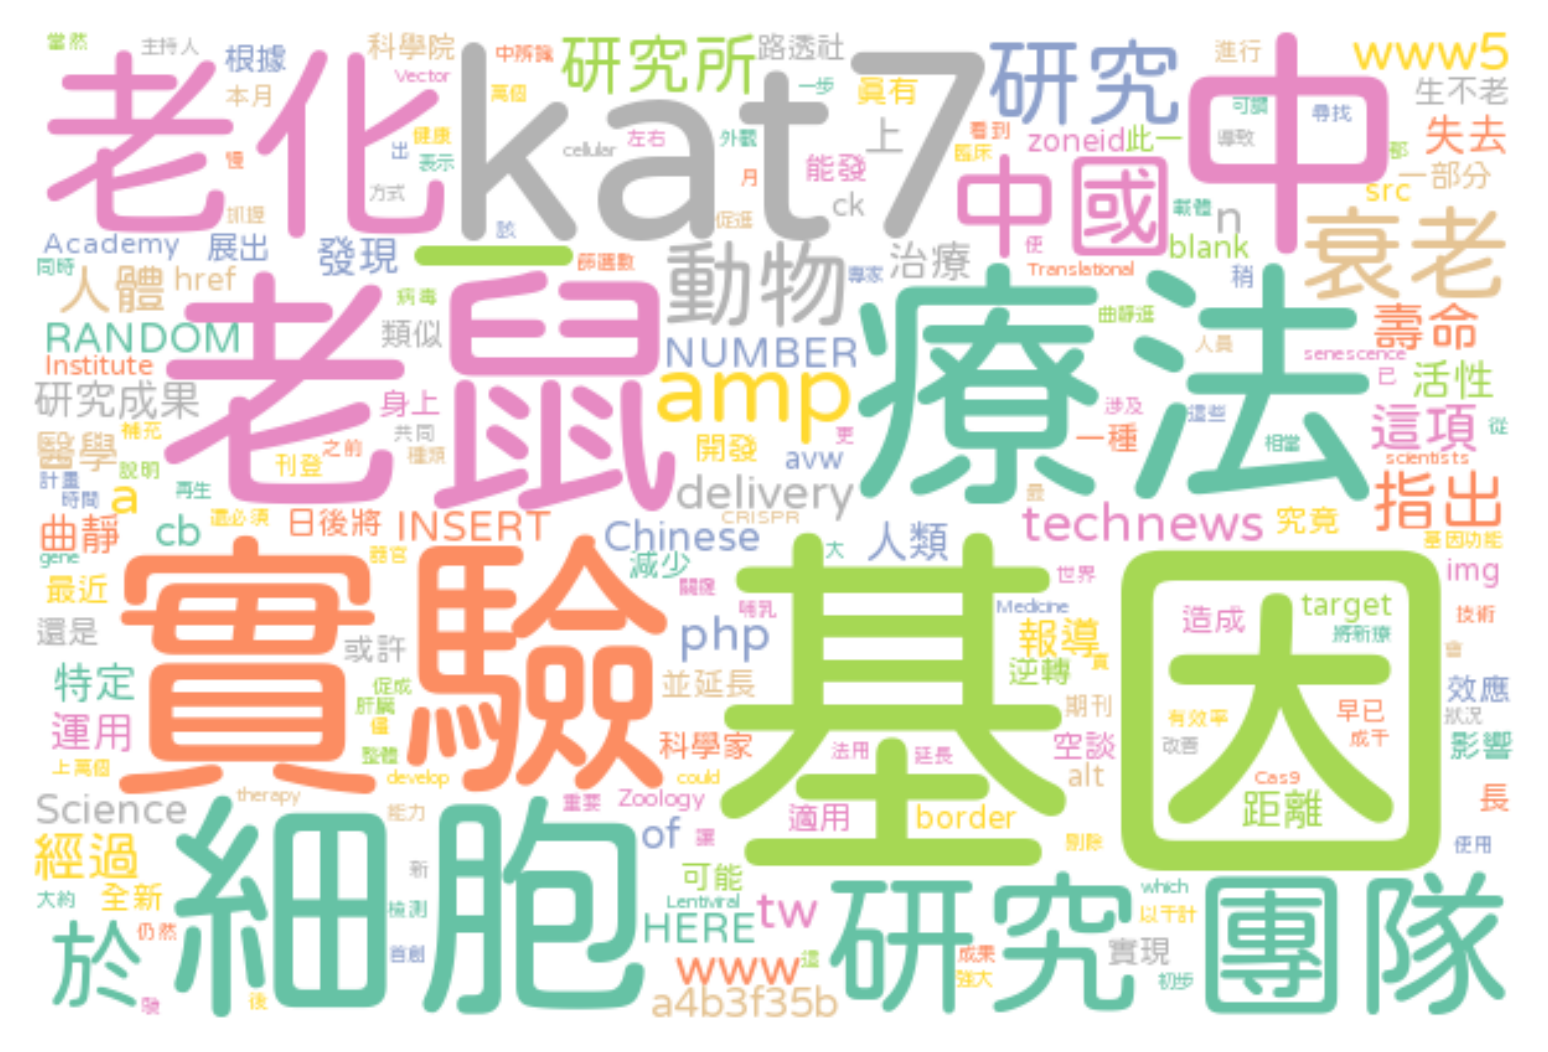 當然 主持人 根據 科學院 中辨識 研究所 路透社 研究 進行 www5
老化 kat7 中
本月 Vector 萬個 一步 真有 可謂 尋找 生不老
健康 左右 外觀 上 看到 zoneid 此一 導致 失去
出 表示 cellular 能發 臨床 中國 一部分
方式 月 ck src
抓握 促進 載體 n 衰老
Academy 展出 發現 一 該 動物 治療 使 blank
同時 篩選數 專家 Translational 稍
人體 href 病毒 壽命
老鼠 療法
RANDOM 類似 NUMBER 曲靜進 人員 senescence
Institute amp 已 活性
研究成果 身上 涉及 這些 這項 從
醫學 補充 之前 共同 開發 更 一種 相當
說明 刊登 種類 avw scientists
計畫 時間 a 再生 delivery 最 指出
曲靜 cb 還必須 日後將 INSERT CRISPR Chinese technews 究竟
gene 器官 減少 大 人類 基因功能
實驗 基因
最近 關鍵 世界 img
還是 或許 哺乳 Medicine target 技術
php 報導 造成 將新療
特定 促成 並延長 逆轉 效應
肝臟 期刊 早已 狀況
運用 僅 有效率
整體 科學家 法用 延長 空談 改善 成千 影響
上萬個 develop could alt Cas9
Science therapy 重要 Zoology 適用 border 距離 長
細胞 能力 of 讓 剔除 使用
經過 新 可能
大約 全新 檢測 Lentiviral which
於 仍然 HERE tw 研究團隊 以千計
首創 www 這 成果 實現
強大 初步
後 a4b3f35b